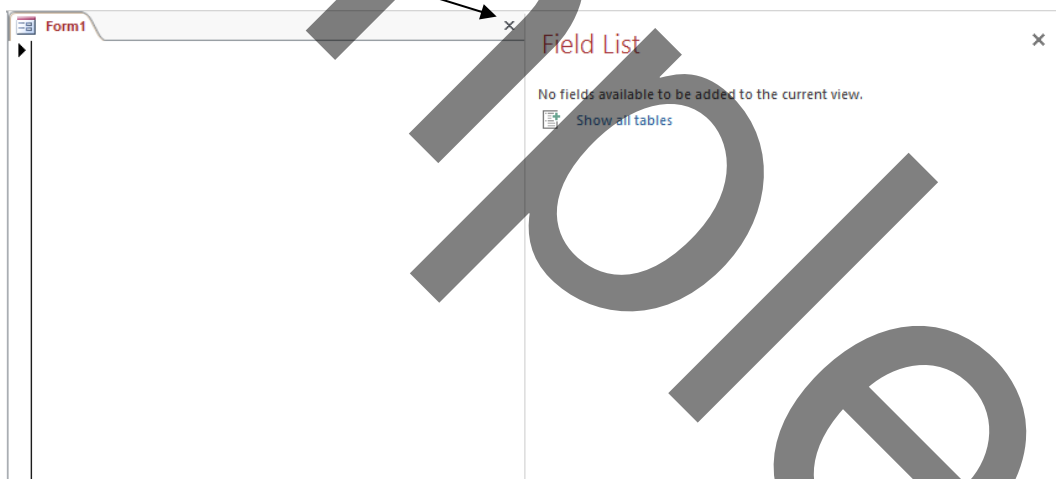 Form1
Field List
No fields available to be added to the current view.
Show all tables